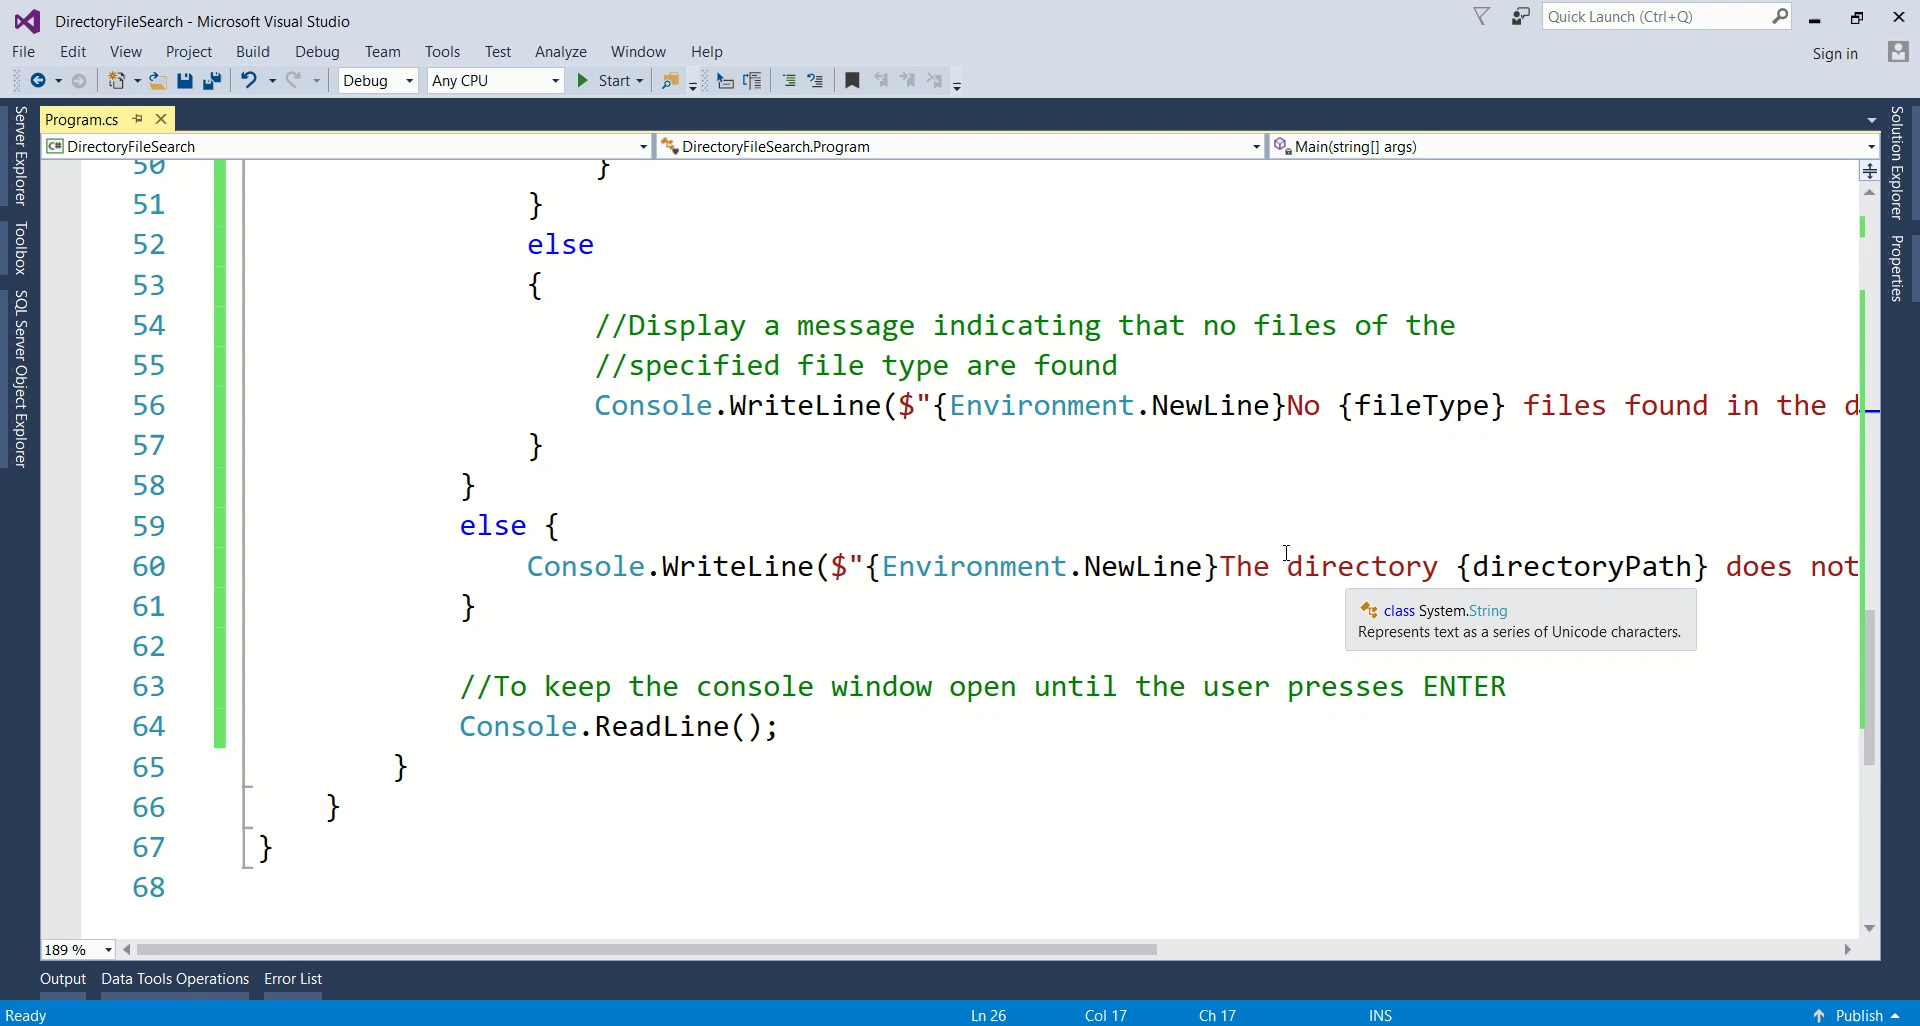 DirectoryFileSearch - Microsoft Visual Studio
Quick Launch (Ctrl+Q)
File Edit View Project Build Debug Team Tools Test Analyze Window Help
Sign in
Debug Any CPU Start
Program.cs
C# DirectoryFileSearch DirectoryFileSearch.Program Main(string[] args)
Server Explorer
Toolbox
SQL Server Object Explorer
Solution Explorer
Properties
50 }
51 }
52 else
53 {
54 //Display a message indicating that no files of the
55 //specified file type are found
56 Console.WriteLine($"{Environment.NewLine}No {fileType} files found in the d
57 }
58 }
59 else {
60 Console.WriteLine($"{Environment.NewLine}The directory {directoryPath} does not
61 }
class System.String
Represents text as a series of Unicode characters.
62
63 //To keep the console window open until the user presses ENTER
64 Console.ReadLine();
65 }
66 }
67 }
68
189 %
Output Data Tools Operations Error List
Ready Ln 26 Col 17 Ch 17 INS Publish